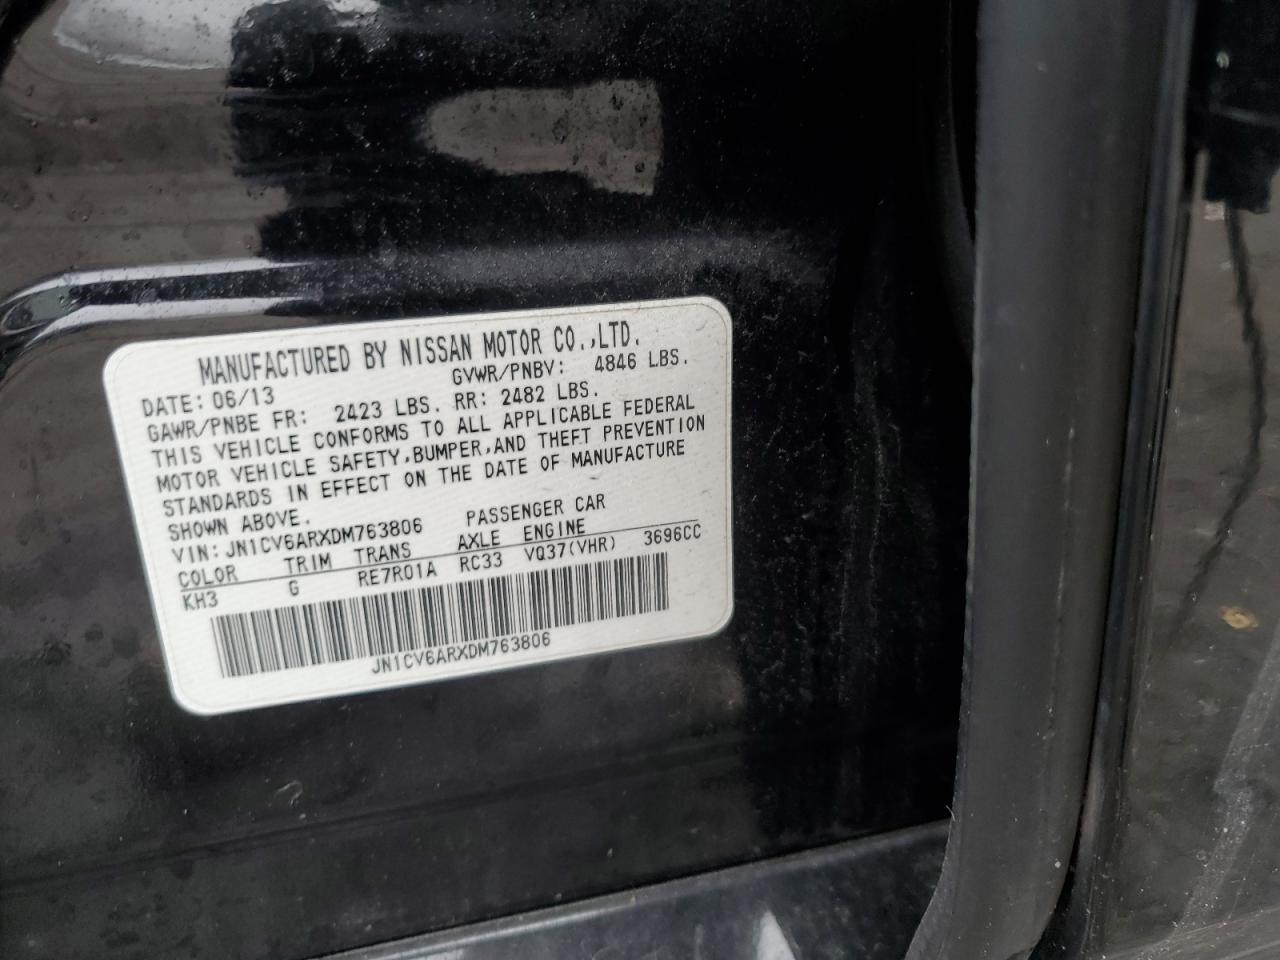 MANUFACTURED BY NISSAN MOTOR CO.,LTD.
DATE: 06/13 GVWR/PNBV: 4846 LBS.
GAWR/PNBE FR: 2423 LBS. RR: 2482 LBS.
THIS VEHICLE CONFORMS TO ALL APPLICABLE FEDERAL
MOTOR VEHICLE SAFETY,BUMPER,AND THEFT PREVENTION
STANDARDS IN EFFECT ON THE DATE OF MANUFACTURE
SHOWN ABOVE.
VIN: JN1CV6ARXDM763806 PASSENGER CAR
COLOR TRIM TRANS AXLE ENGINE
KH3 G RE7R01A RC33 VQ37(VHR) 3696CC
JN1CV6ARXDM763806